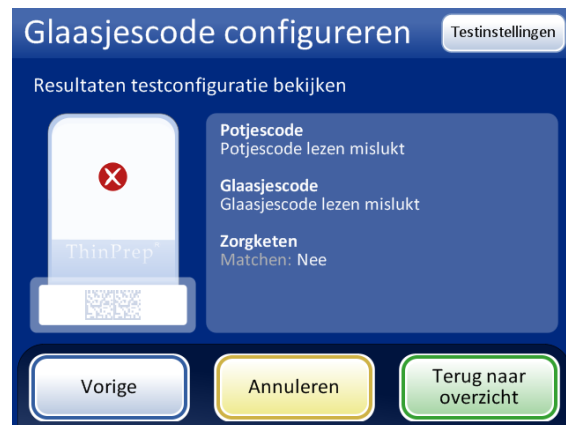 Glaasjescode configureren
Testinstellingen
Resultaten testconfiguratie bekijken
Potjescode
Potjescode lezen mislukt
Glaasjescode
Glaasjescode lezen mislukt
Zorgketen
Matchen: Nee
ThinPrep®
Vorige
Annuleren
Terug naar
overzicht